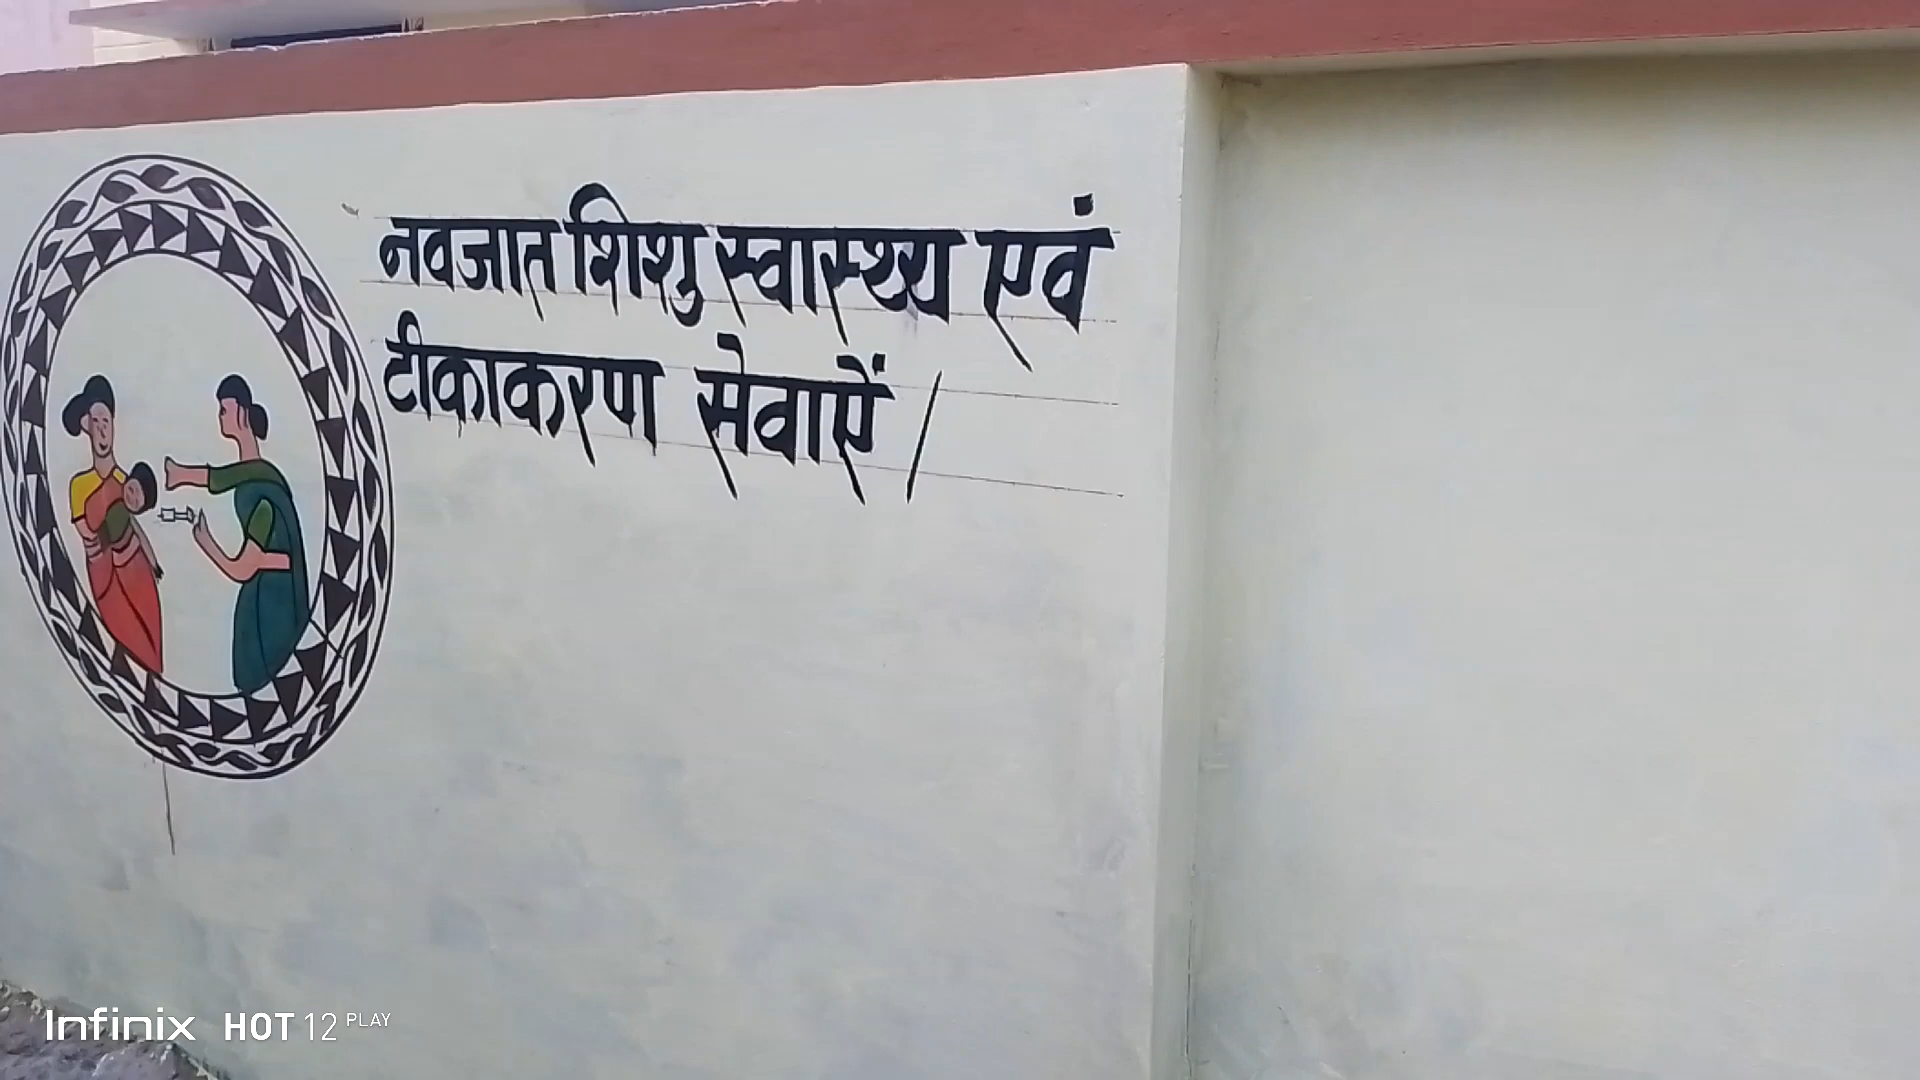 नवजात शिशु स्वास्थ्य एवं
टीकाकरण सेवाऐं।
Infinix HOT 12 PLAY